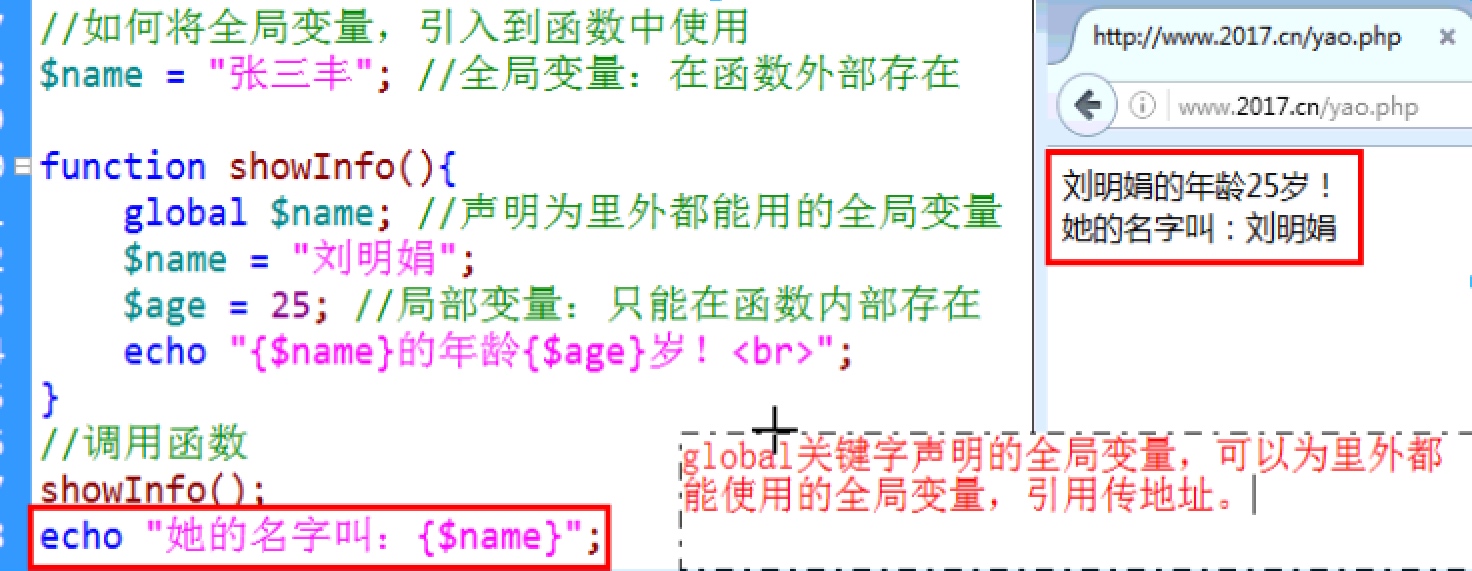 //如何将全局变量，引入到函数中使用
$name = "张三丰"; //全局变量：在函数外部存在
function showInfo(){
global $name; //声明为里外都能用的全局变量
$name = "刘明娟";
$age = 25; //局部变量：只能在函数内部存在
echo "{$name}的年龄{$age}岁！<br>";
}
//调用函数
showInfo();
echo "她的名字叫：{$name}";
http://www.2017.cn/yao.php
www.2017.cn/yao.php
刘明娟的年龄25岁！
她的名字叫：刘明娟
global关键字声明的全局变量，可以为里外都
能使用的全局变量，引用传地址。